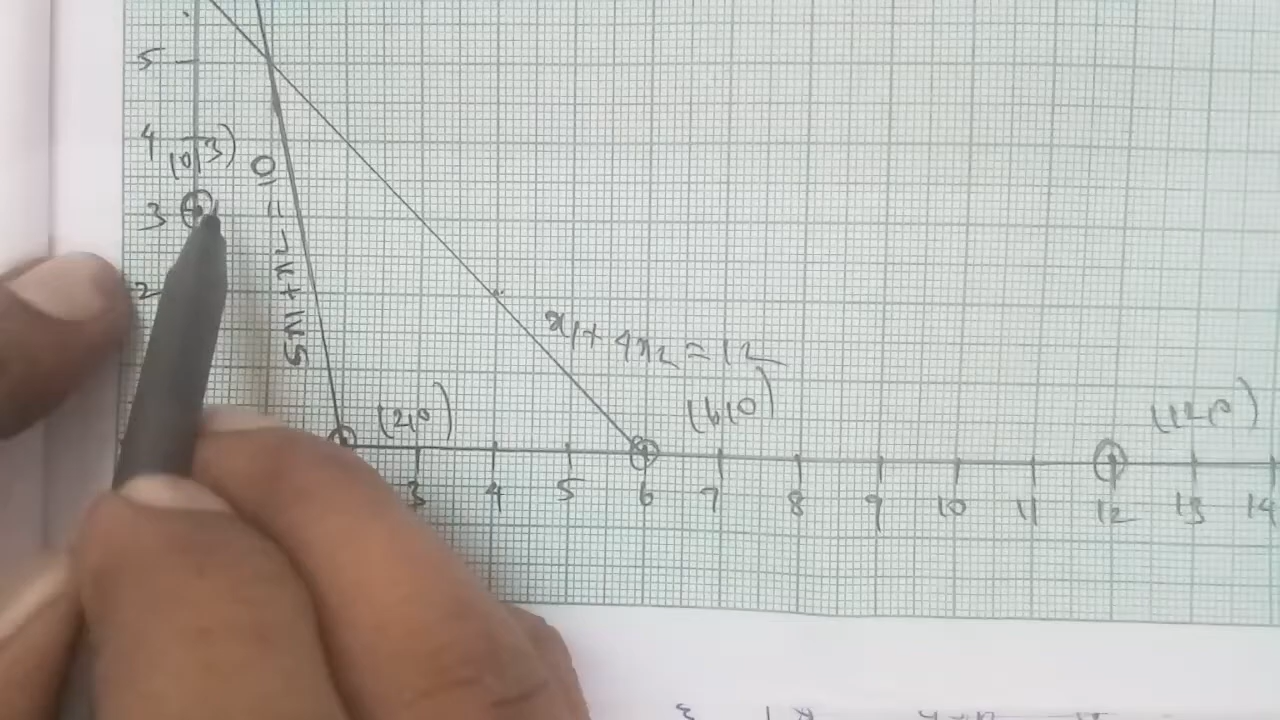 5
4
(0,3)
3
2
5x1+x2=10
x1+4x2=12
(2,0)
(6,0)
(12,0)
3 4 5 6 7 8 9 10 11 12 13 14